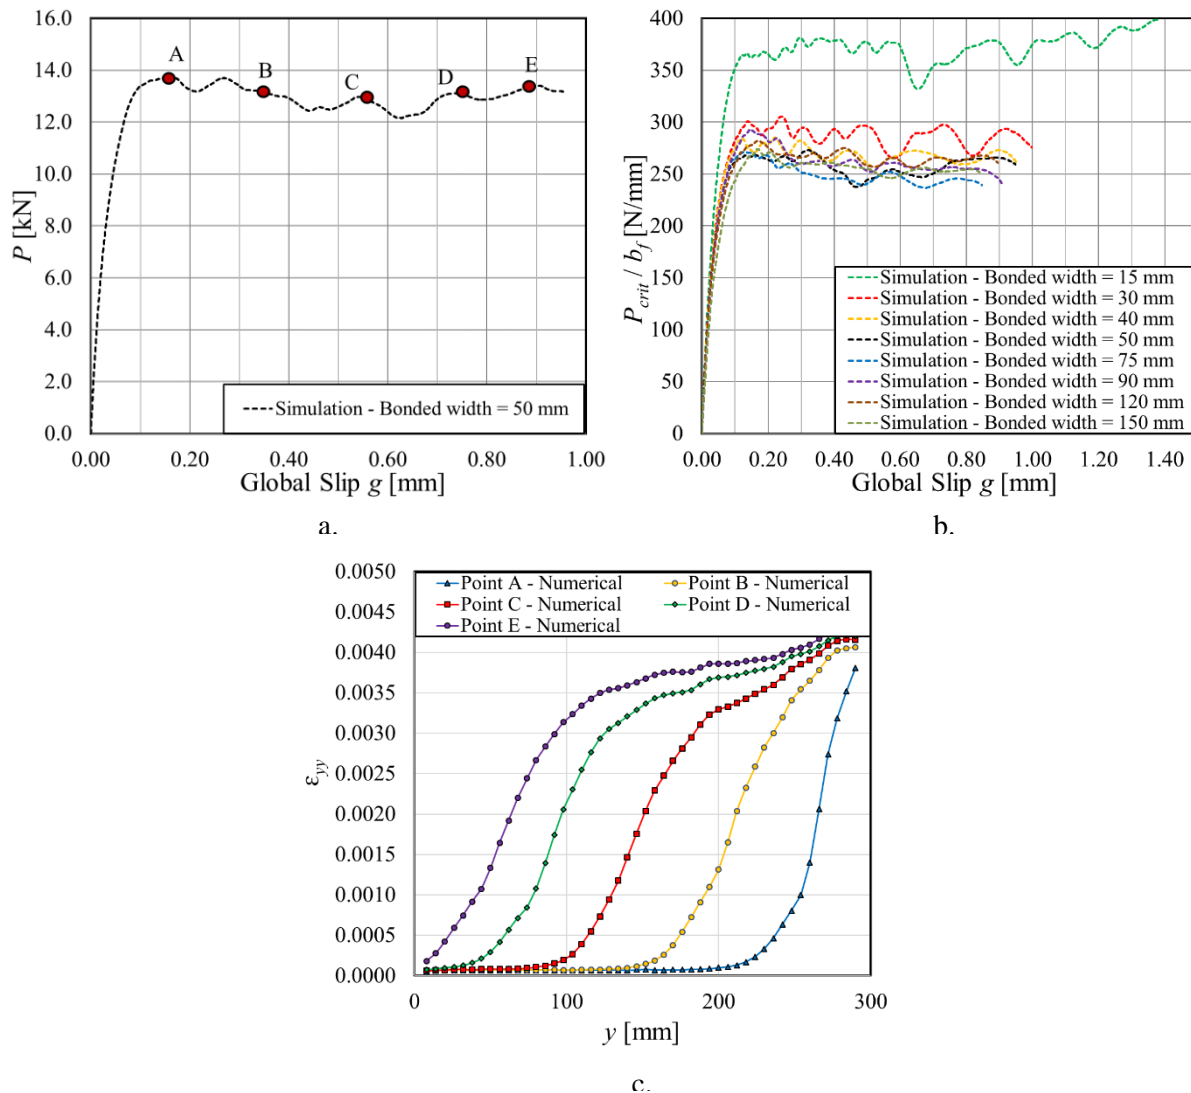 16.0
14.0
12.0
10.0
8.0
6.0
4.0
2.0
0.0
P [kN]
A
B
C
D
E
Simulation - Bonded width = 50 mm
0.00 0.20 0.40 0.60 0.80 1.00
Global Slip g [mm]
a.
400
350
300
250
200
150
100
50
0
P_crit / b_f [N/mm]
Simulation - Bonded width = 15 mm
Simulation - Bonded width = 30 mm
Simulation - Bonded width = 40 mm
Simulation - Bonded width = 50 mm
Simulation - Bonded width = 75 mm
Simulation - Bonded width = 90 mm
Simulation - Bonded width = 120 mm
Simulation - Bonded width = 150 mm
0.00 0.20 0.40 0.60 0.80 1.00 1.20 1.40
Global Slip g [mm]
b.
0.0050
0.0045
0.0040
0.0035
0.0030
0.0025
0.0020
0.0015
0.0010
0.0005
0.0000
ε_yy
Point A - Numerical Point B - Numerical
Point C - Numerical Point D - Numerical
Point E - Numerical
0 100 200 300
y [mm]
c.